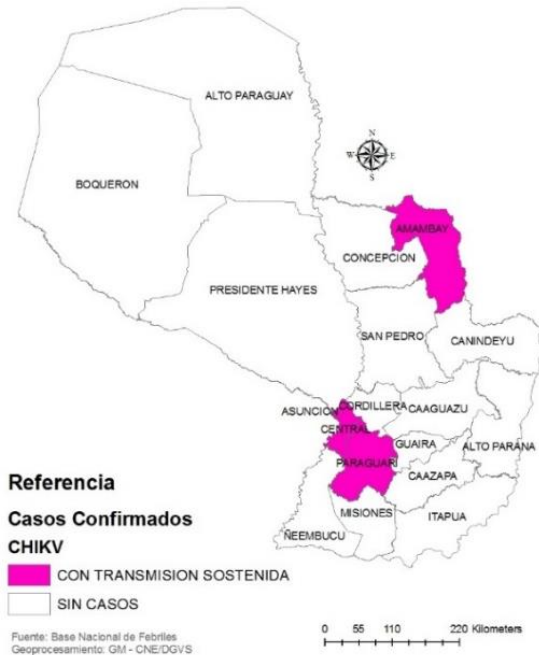 ALTO PARAGUAY
BOQUERON
N
W E
S
AMAMBAY
CONCEPCION
PRESIDENTE HAYES
SAN PEDRO
CANINDEYU
ASUNCION
CORDILLERA
CAAGUAZU
CENTRAL
GUAIRA
ALTO PARANA
PARAGUARI
CAAZAPA
MISIONES
ITAPUA
ÑEEMBUCU
Referencia
Casos Confirmados
CHIKV
CON TRANSMISION SOSTENIDA
SIN CASOS
Fuente: Base Nacional de Febriles
Geoprocesamiento: GM - CNE/DGVS
0 55 110 220 Kilometers